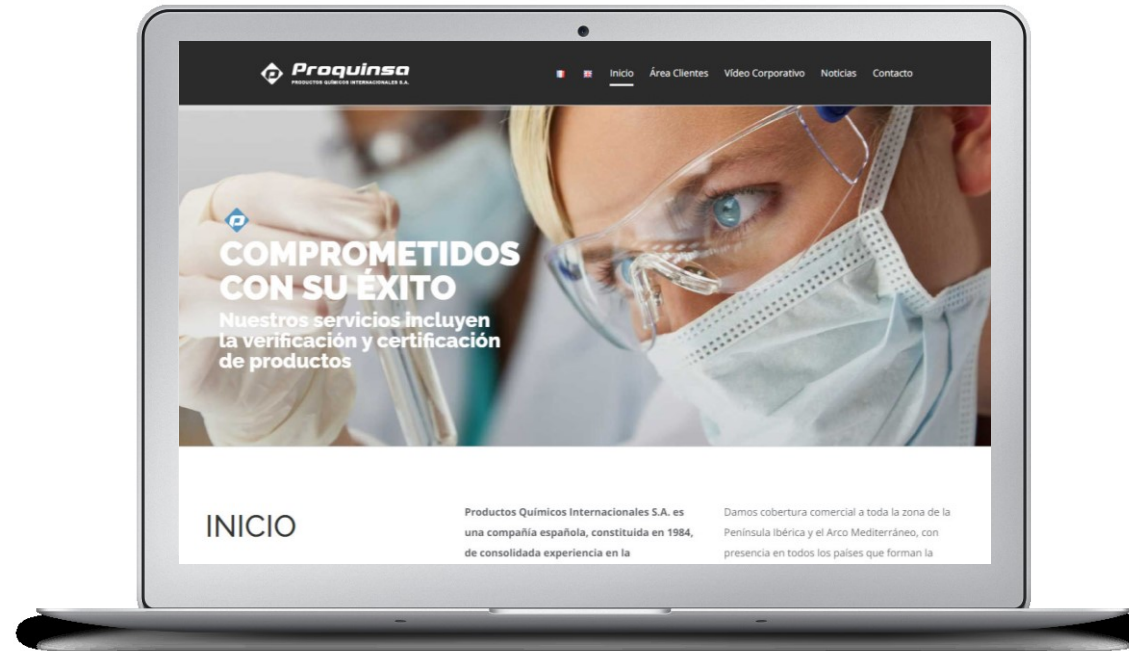 Proquinsa
PRODUCTOS QUÍMICOS INTERNACIONALES S.A.
Inicio Área Clientes Vídeo Corporativo Noticias Contacto
COMPROMETIDOS
CON SU ÉXITO
Nuestros servicios incluyen
la verificación y certificación
de productos
INICIO
Productos Químicos Internacionales S.A. es
una compañía española, constituida en 1984,
de consolidada experiencia en la
Damos cobertura comercial a toda la zona de la
Península Ibérica y el Arco Mediterráneo, con
presencia en todos los países que forman la